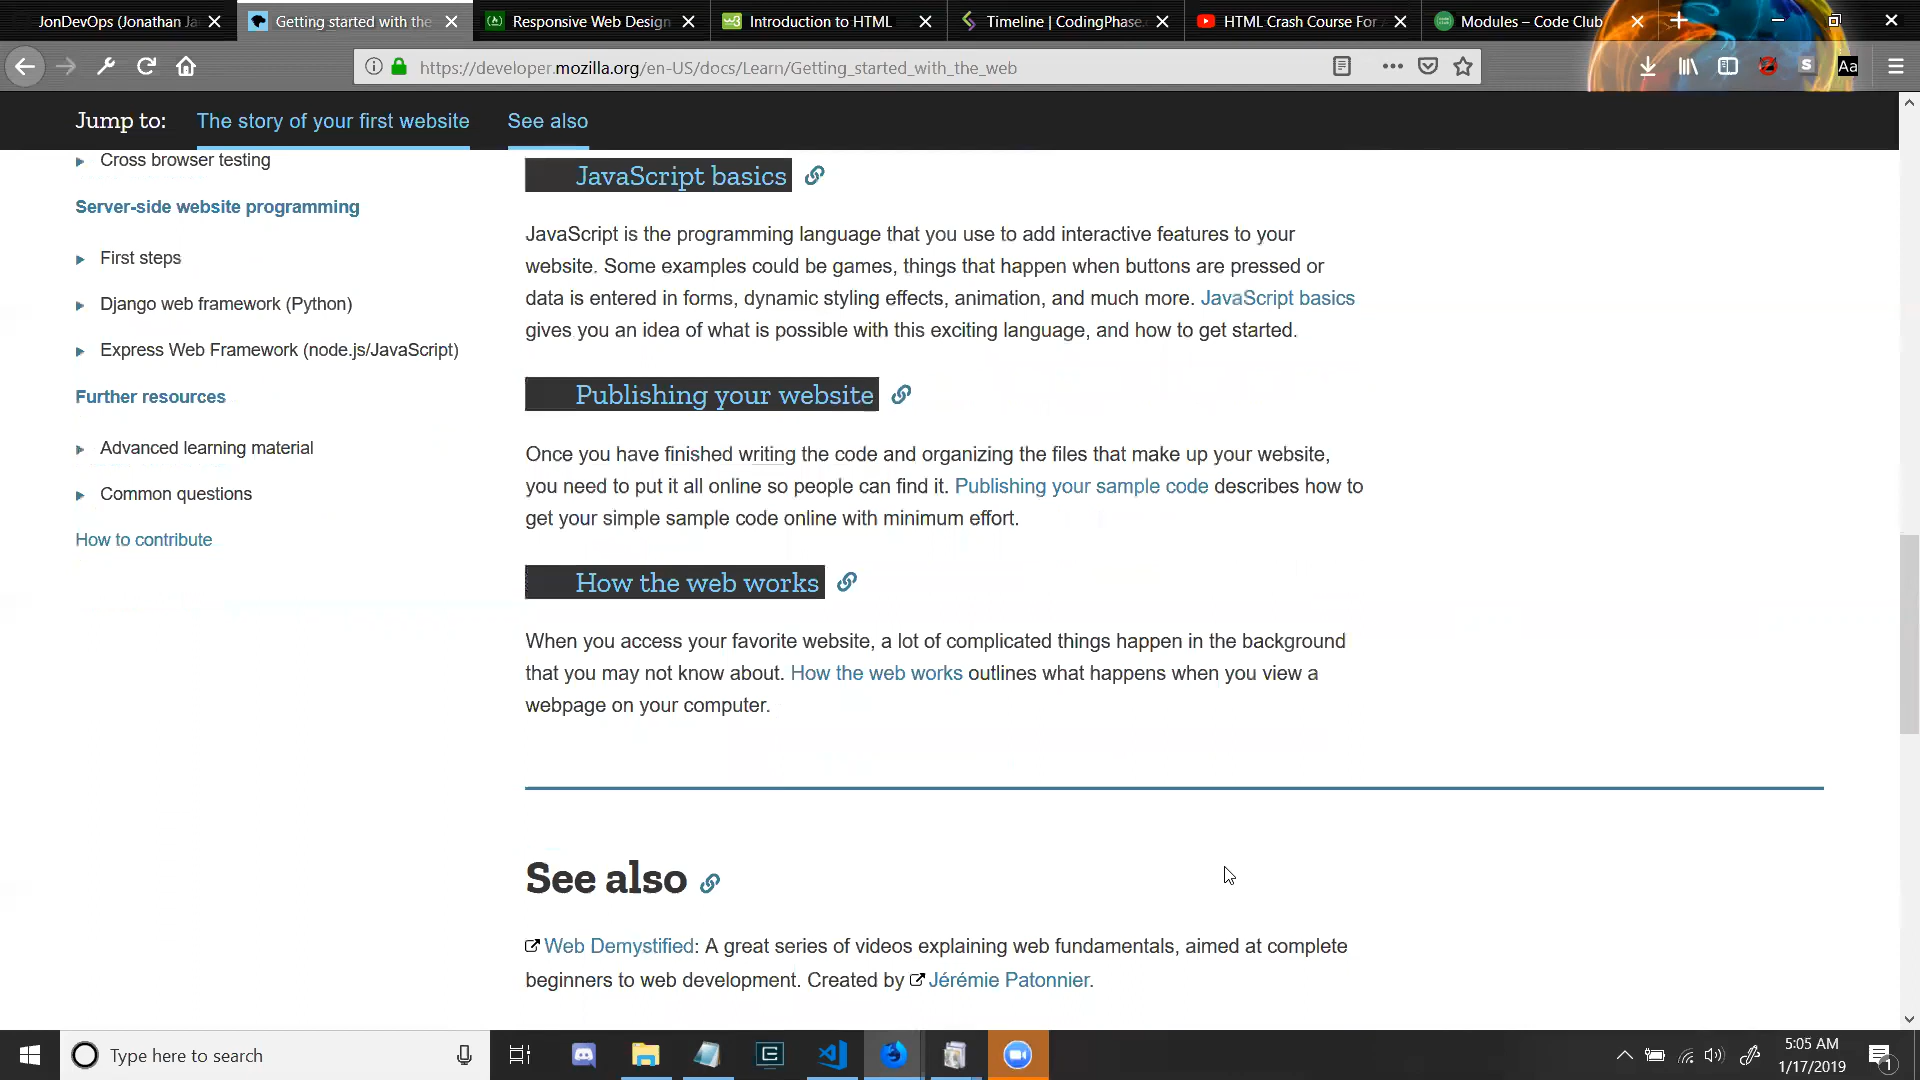 JonDevOps (Jonathan Ja
Getting started with the
Responsive Web Design
Introduction to HTML
Timeline | CodingPhase.
HTML Crash Course For
Modules – Code Club
https://developer.mozilla.org/en-US/docs/Learn/Getting_started_with_the_web
Jump to: The story of your first website See also
Cross browser testing
Server-side website programming
First steps
Django web framework (Python)
Express Web Framework (node.js/JavaScript)
Further resources
Advanced learning material
Common questions
How to contribute
JavaScript basics
JavaScript is the programming language that you use to add interactive features to your
website. Some examples could be games, things that happen when buttons are pressed or
data is entered in forms, dynamic styling effects, animation, and much more. JavaScript basics
gives you an idea of what is possible with this exciting language, and how to get started.
Publishing your website
Once you have finished writing the code and organizing the files that make up your website,
you need to put it all online so people can find it. Publishing your sample code describes how to
get your simple sample code online with minimum effort.
How the web works
When you access your favorite website, a lot of complicated things happen in the background
that you may not know about. How the web works outlines what happens when you view a
webpage on your computer.
See also
Web Demystified: A great series of videos explaining web fundamentals, aimed at complete
beginners to web development. Created by Jérémie Patonnier.
Type here to search
5:05 AM
1/17/2019
1